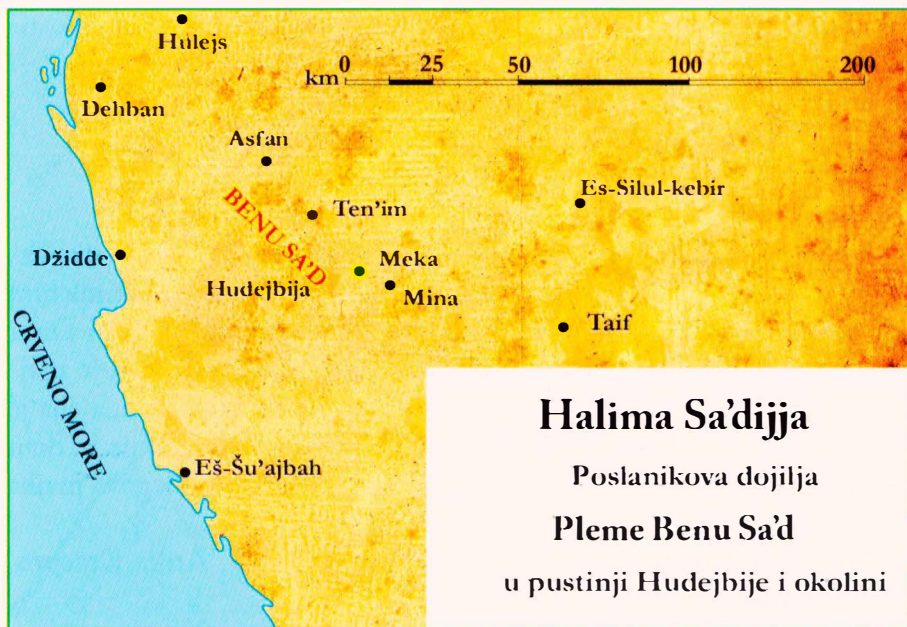 Hulejs
0 25 50 100 200
km
Dehban
Asfan
Es-Silul-kebir
BENU SA'D
Ten'im
Džidde
Meka
Hudejbija
Mina
CRVENO MORE
Taif
Halima Sa'dijja
Poslanikova dojilja
Eš-Šu'ajbah
Pleme Benu Sa'd
u pustinji Hudejbije i okolini